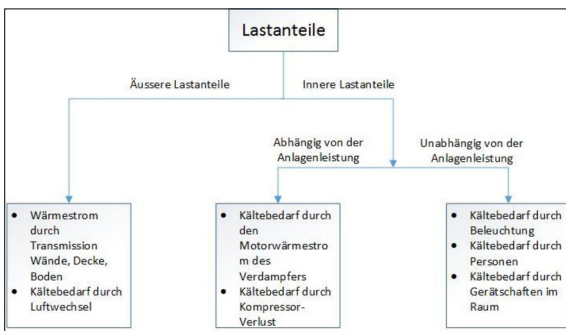 Lastanteile
Äussere Lastanteile
Innere Lastanteile
Abhängig von der
Anlagenleistung
Unabhängig von der
Anlagenleistung
• Wärmestrom
durch
Transmission
Wände, Decke,
Boden
• Kältebedarf durch
Luftwechsel
• Kältebedarf durch
den
Motorwärmestro
m des
Verdampfers
• Kältebedarf durch
Kompressor-
Verlust
• Kältebedarf durch
Beleuchtung
• Kältebedarf durch
Personen
• Kältebedarf durch
Gerätschaften im
Raum